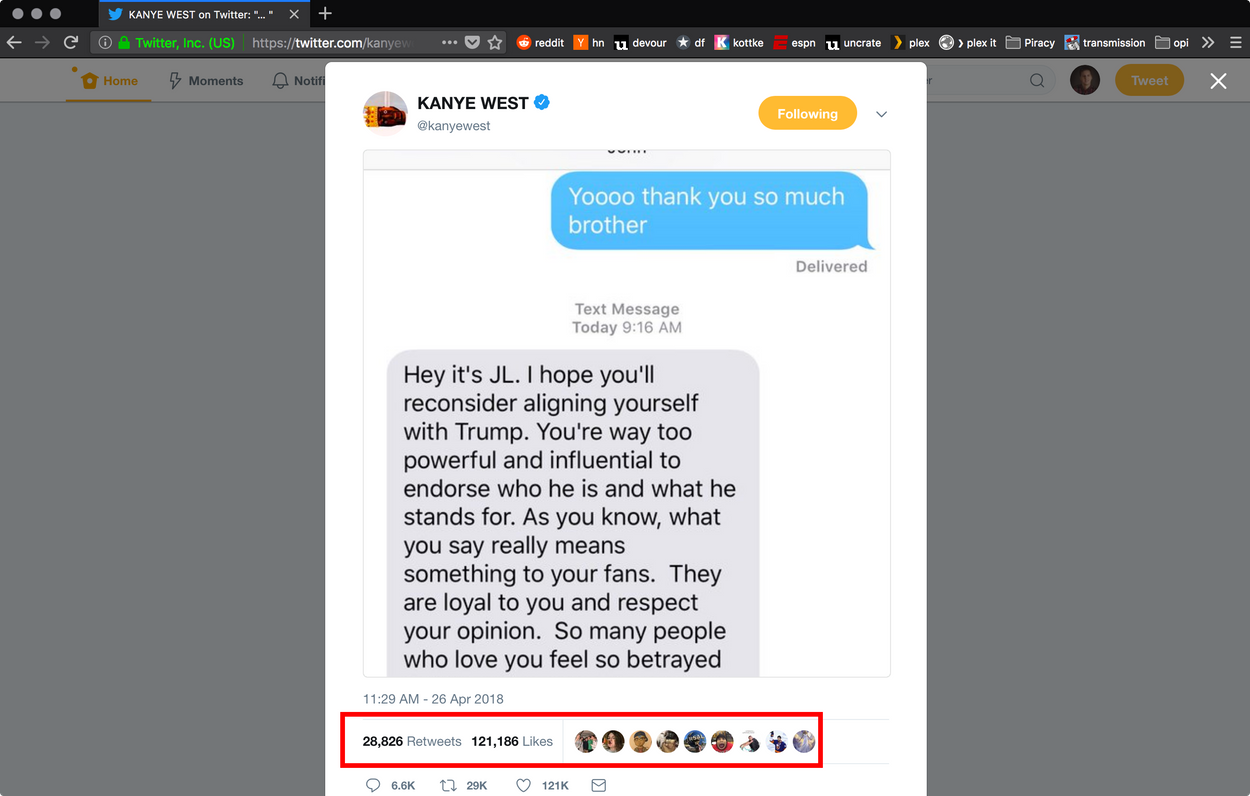 KANYE WEST on Twitter: "... "
Twitter, Inc. (US) https://twitter.com/kanyew
reddit hn devour df kottke espn uncrate plex plex it Piracy transmission opi
Home Moments Notifi Tweet
KANYE WEST
@kanyewest
Following
Yoooo thank you so much
brother
Delivered
Text Message
Today 9:16 AM
Hey it's JL. I hope you'll
reconsider aligning yourself
with Trump. You're way too
powerful and influential to
endorse who he is and what he
stands for. As you know, what
you say really means
something to your fans.  They
are loyal to you and respect
your opinion.  So many people
who love you feel so betrayed
11:29 AM - 26 Apr 2018
28,826 Retweets 121,186 Likes
6.6K 29K 121K